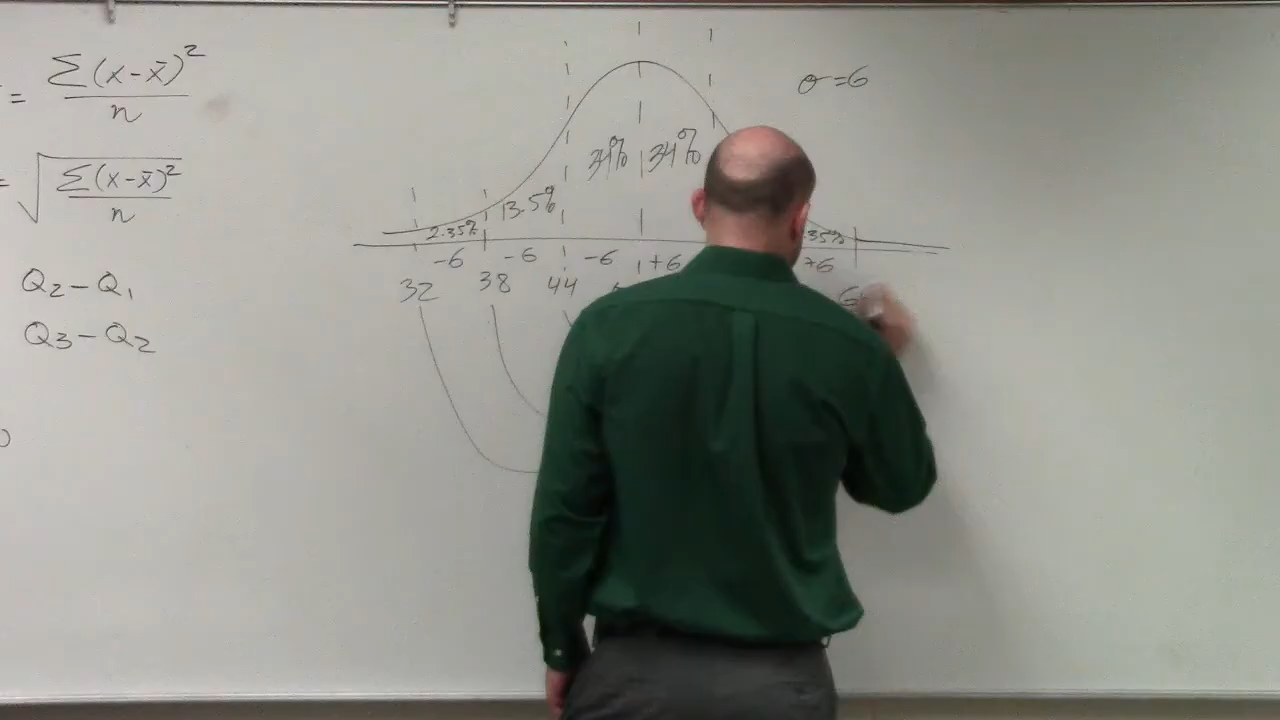 = Σ(x-x̄)² / n
= √(Σ(x-x̄)² / n)
Q₂-Q₁
Q₃-Q₂
σ=6
34% 34%
2.35% 13.5% .35%
-6 -6 -6 +6 +6
32 38 44